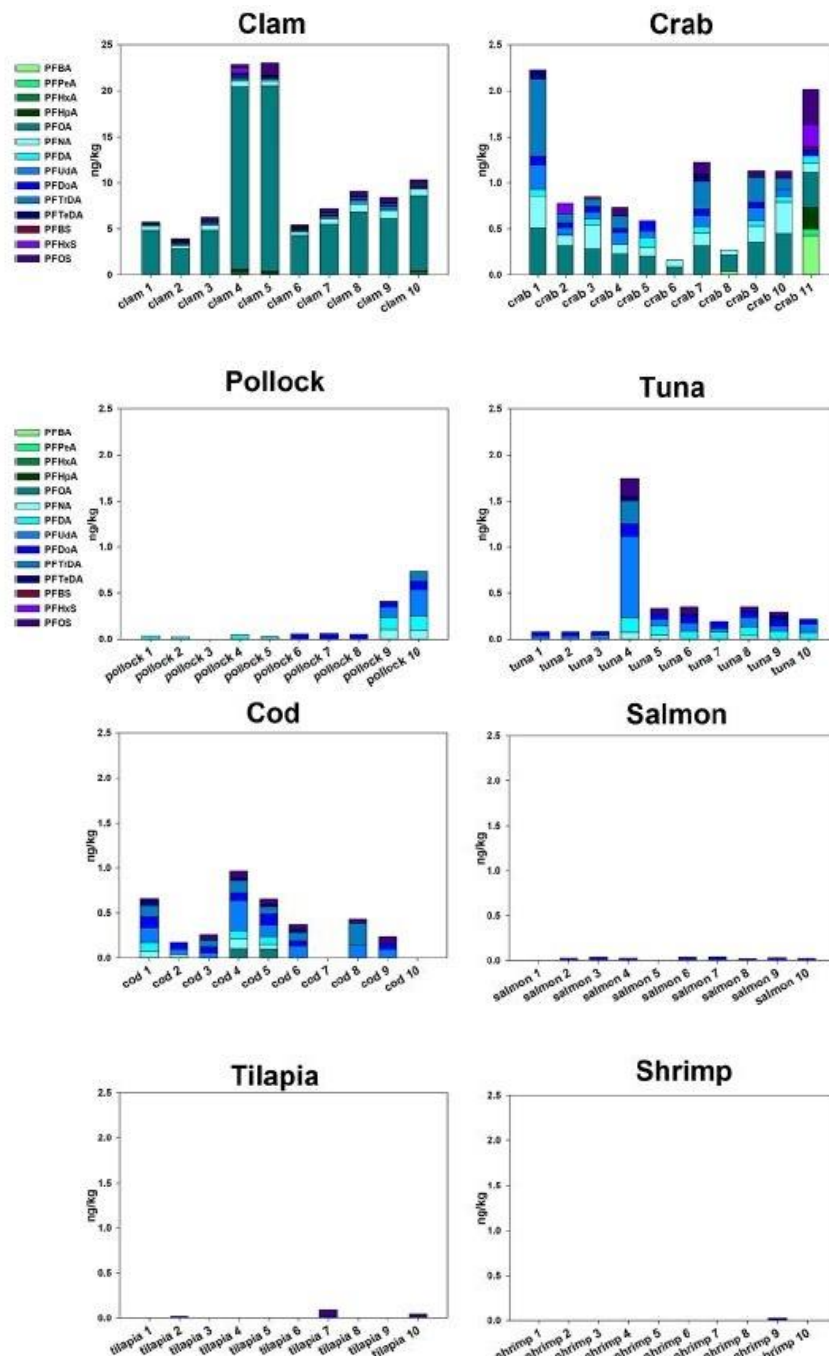 Clam
Crab
PFBA
PFPeA
PFHxA
PFHpA
PFOA
PFNA
PFDA
PFUdA
PFDoA
PFTrDA
PFTeDA
PFBS
PFHxS
PFOS
ng/kg
25
20
15
10
5
0
clam 1
clam 2
clam 3
clam 4
clam 5
clam 6
clam 7
clam 8
clam 9
clam 10
ng/kg
2.5
2.0
1.5
1.0
0.5
0.0
crab 1
crab 2
crab 3
crab 4
crab 5
crab 6
crab 7
crab 8
crab 9
crab 10
crab 11
Pollock
Tuna
PFBA
PFPeA
PFHxA
PFHpA
PFOA
PFNA
PFDA
PFUdA
PFDoA
PFTrDA
PFTeDA
PFBS
PFHxS
PFOS
ng/kg
2.5
2.0
1.5
1.0
0.5
0.0
pollock 1
pollock 2
pollock 3
pollock 4
pollock 5
pollock 6
pollock 7
pollock 8
pollock 9
pollock 10
ng/kg
2.5
2.0
1.5
1.0
0.5
0.0
tuna 1
tuna 2
tuna 3
tuna 4
tuna 5
tuna 6
tuna 7
tuna 8
tuna 9
tuna 10
Cod
Salmon
ng/kg
2.5
2.0
1.5
1.0
0.5
0.0
cod 1
cod 2
cod 3
cod 4
cod 5
cod 6
cod 7
cod 8
cod 9
cod 10
ng/kg
2.5
2.0
1.5
1.0
0.5
0.0
salmon 1
salmon 2
salmon 3
salmon 4
salmon 5
salmon 6
salmon 7
salmon 8
salmon 9
salmon 10
Tilapia
Shrimp
ng/kg
2.5
2.0
1.5
1.0
0.5
0.0
tilapia 1
tilapia 2
tilapia 3
tilapia 4
tilapia 5
tilapia 6
tilapia 7
tilapia 8
tilapia 9
tilapia 10
ng/kg
2.5
2.0
1.5
1.0
0.5
0.0
shrimp 1
shrimp 2
shrimp 3
shrimp 4
shrimp 5
shrimp 6
shrimp 7
shrimp 8
shrimp 9
shrimp 10